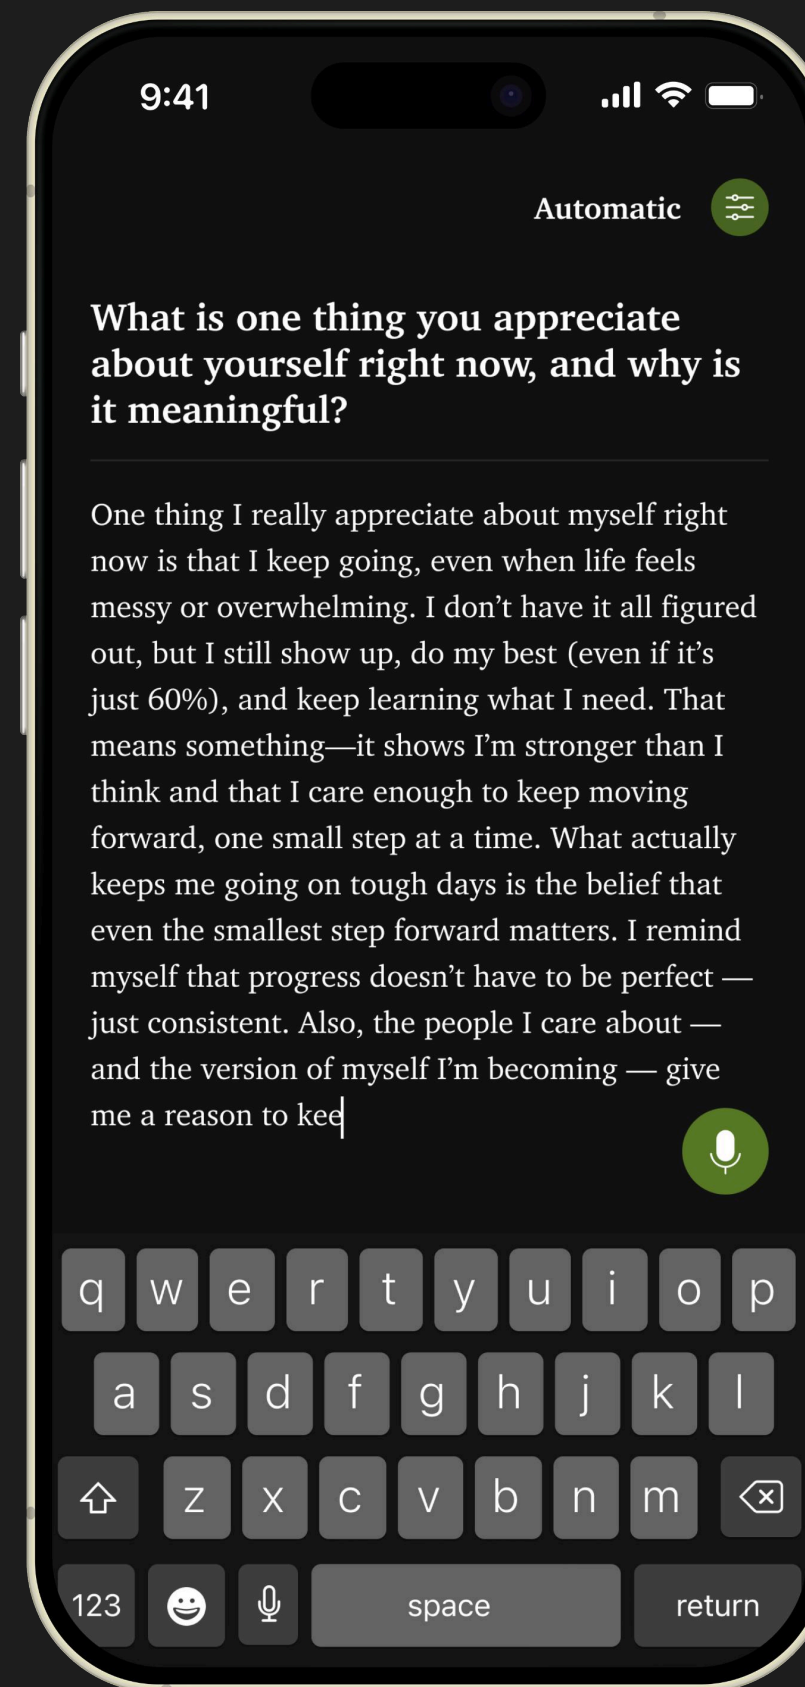 9:41
Automatic
What is one thing you appreciate
about yourself right now, and why is
it meaningful?
One thing I really appreciate about myself right
now is that I keep going, even when life feels
messy or overwhelming. I don’t have it all figured
out, but I still show up, do my best (even if it’s
just 60%), and keep learning what I need. That
means something—it shows I’m stronger than I
think and that I care enough to keep moving
forward, one small step at a time. What actually
keeps me going on tough days is the belief that
even the smallest step forward matters. I remind
myself that progress doesn’t have to be perfect —
just consistent. Also, the people I care about —
and the version of myself I’m becoming — give
me a reason to kee
q w e r t y u i o p
a s d f g h j k l
z x c v b n m
123 space return